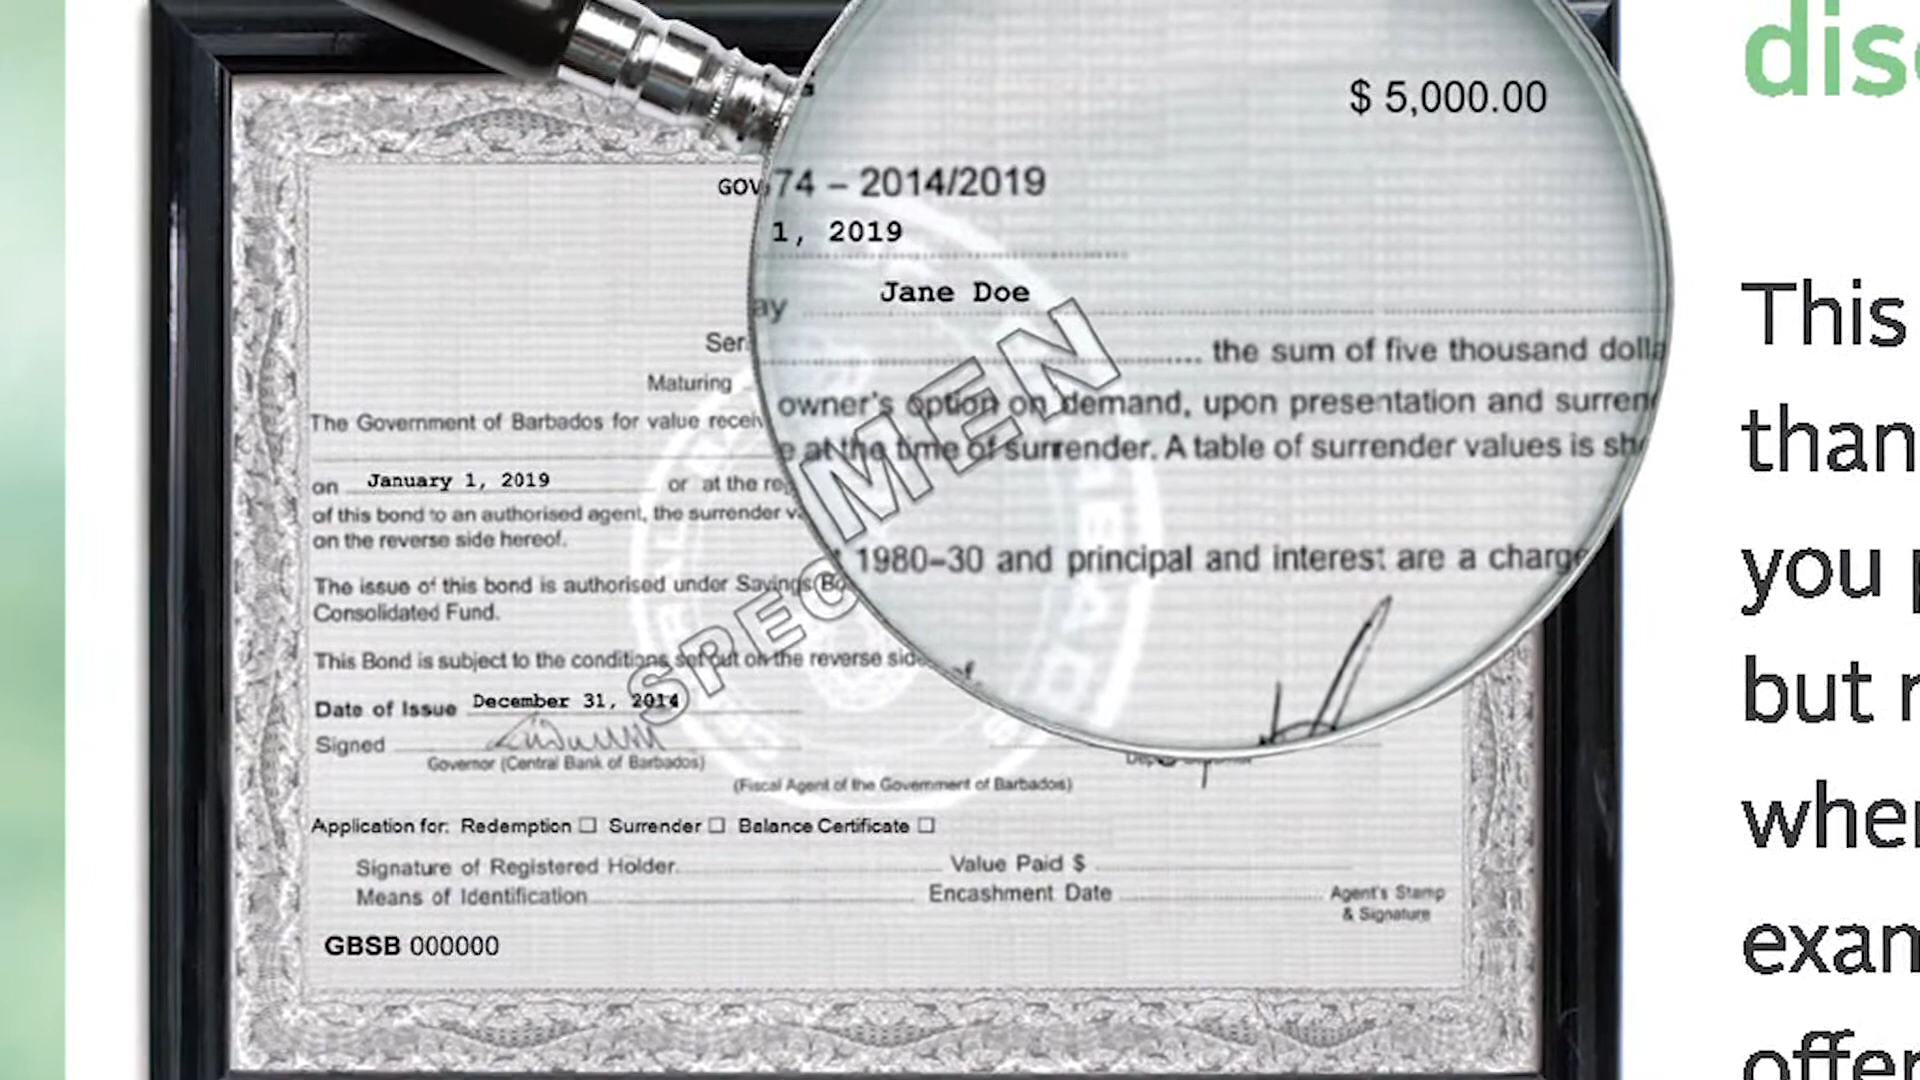 $ 5,000.00
GOV
74 – 2014/2019
1, 2019
Jane Doe
ay
Ser
the sum of five thousand dolla
Maturing
owner's option on demand, upon presentation and surren
The Government of Barbados for value receiv
e at the time of surrender. A table of surrender values is sh
on January 1, 2019 or at the re
of this bond to an authorised agent, the surrender v
on the reverse side hereof.
1980–30 and principal and interest are a charge
The issue of this bond is authorised under Savings (Bo
Consolidated Fund.
SPECIMEN
This Bond is subject to the conditions set out on the reverse side
Date of Issue December 31, 2014
Signed
Governor (Central Bank of Barbados)
(Fiscal Agent of the Government of Barbados)
Application for: Redemption ☐ Surrender ☐ Balance Certificate ☐
Signature of Registered Holder
Value Paid $
Means of Identification
Encashment Date
Agent's Stamp
& Signature
GBSB 000000
dis
This
than
you p
but
when
exam
offer